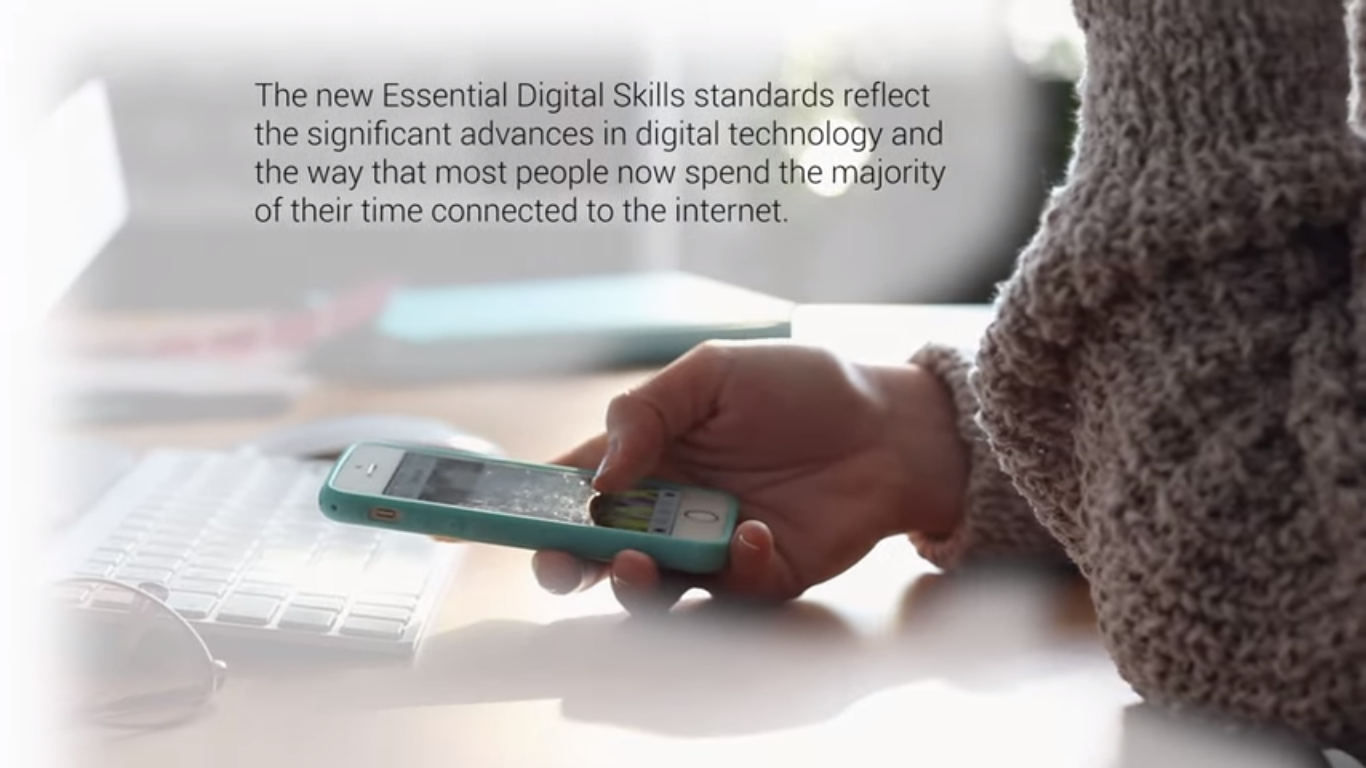 The new Essential Digital Skills standards reflect
the significant advances in digital technology and
the way that most people now spend the majority
of their time connected to the internet.